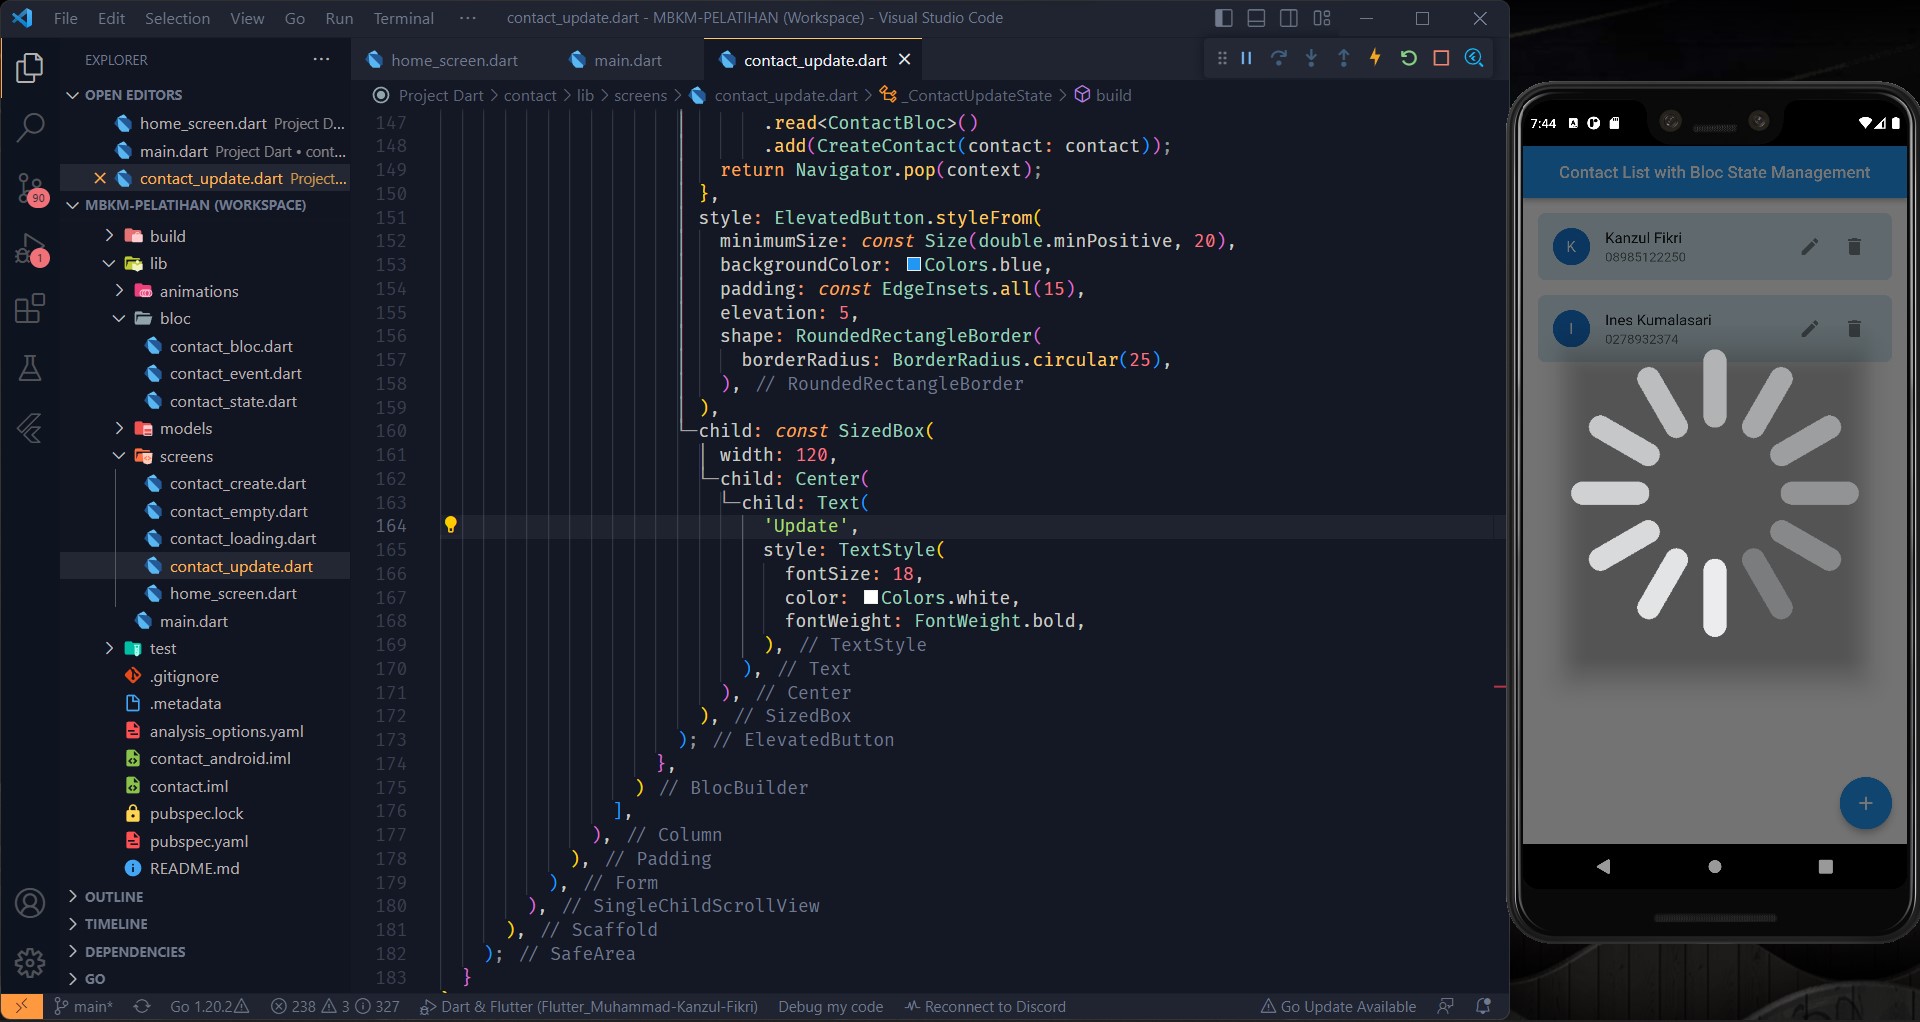 File Edit Selection View Go Run Terminal ··· contact_update.dart - MBKM-PELATIHAN (Workspace) - Visual Studio Code
EXPLORER ···
OPEN EDITORS
home_screen.dart Project D...
main.dart Project Dart • cont...
contact_update.dart Project...
MBKM-PELATIHAN (WORKSPACE)
build
lib
animations
bloc
contact_bloc.dart
contact_event.dart
contact_state.dart
models
screens
contact_create.dart
contact_empty.dart
contact_loading.dart
contact_update.dart
home_screen.dart
main.dart
test
.gitignore
.metadata
analysis_options.yaml
contact_android.iml
contact.iml
pubspec.lock
pubspec.yaml
README.md
OUTLINE
TIMELINE
DEPENDENCIES
GO
90
1
home_screen.dart main.dart contact_update.dart
Project Dart > contact > lib > screens > contact_update.dart > _ContactUpdateState > build
147 .read<ContactBloc>()
148 .add(CreateContact(contact: contact));
149 return Navigator.pop(context);
150 },
151 style: ElevatedButton.styleFrom(
152 minimumSize: const Size(double.minPositive, 20),
153 backgroundColor: Colors.blue,
154 padding: const EdgeInsets.all(15),
155 elevation: 5,
156 shape: RoundedRectangleBorder(
157 borderRadius: BorderRadius.circular(25),
158 ), // RoundedRectangleBorder
159 ),
160 child: const SizedBox(
161 width: 120,
162 child: Center(
163 child: Text(
164 'Update',
165 style: TextStyle(
166 fontSize: 18,
167 color: Colors.white,
168 fontWeight: FontWeight.bold,
169 ), // TextStyle
170 ), // Text
171 ), // Center
172 ), // SizedBox
173 ); // ElevatedButton
174 },
175 ) // BlocBuilder
176 ],
177 ), // Column
178 ), // Padding
179 ), // Form
180 ), // SingleChildScrollView
181 ), // Scaffold
182 ); // SafeArea
183 }
main* Go 1.20.2 238 3 327 Dart & Flutter (Flutter_Muhammad-Kanzul-Fikri) Debug my code Reconnect to Discord Go Update Available
7:44
Contact List with Bloc State Management
K
Kanzul Fikri
08985122250
I
Ines Kumalasari
0278932374
+